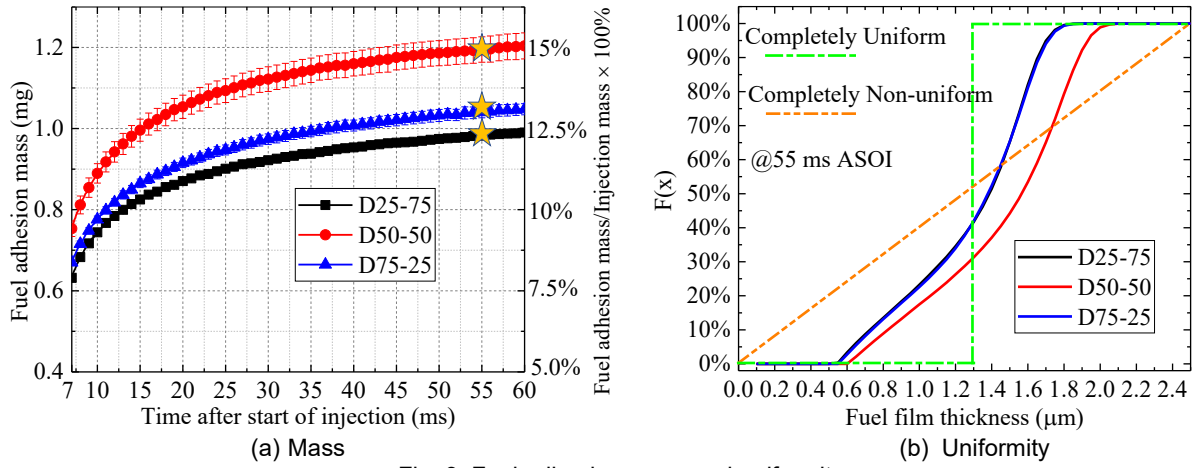 Fuel adhesion mass (mg)
1.2
1.0
0.8
0.6
0.4
7 10 15 20 25 30 35 40 45 50 55 60
Time after start of injection (ms)
D25-75
D50-50
D75-25
15%
12.5%
10%
7.5%
5.0%
Fuel adhesion mass/Injection mass × 100%
(a) Mass
F(x)
100%
90%
80%
70%
60%
50%
40%
30%
20%
10%
0%
Completely Uniform
Completely Non-uniform
@55 ms ASOI
D25-75
D50-50
D75-25
0.0 0.2 0.4 0.6 0.8 1.0 1.2 1.4 1.6 1.8 2.0 2.2 2.4
Fuel film thickness (μm)
(b) Uniformity